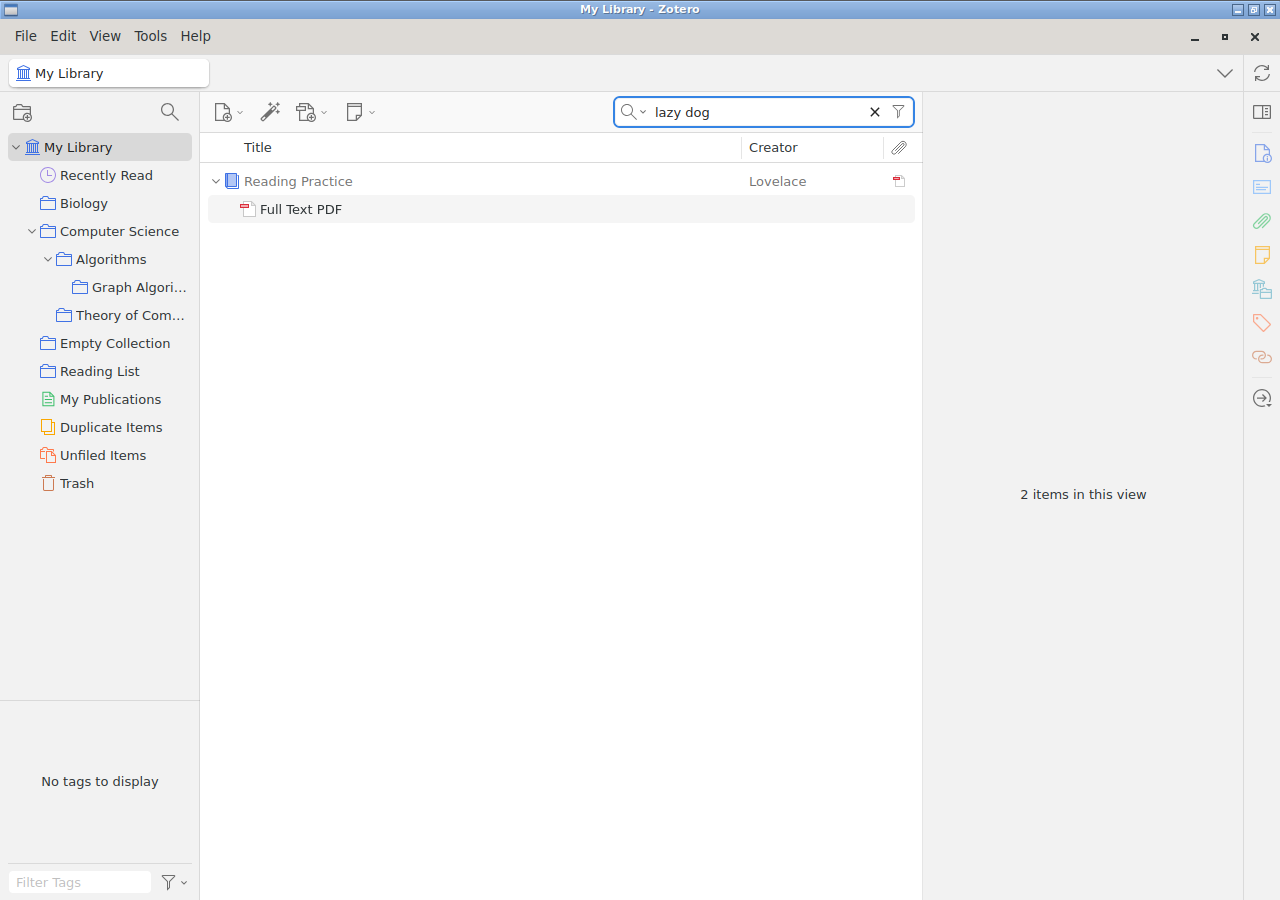 My Library - Zotero
File Edit View Tools Help
My Library
lazy dog
My Library
Recently Read
Biology
Computer Science
Algorithms
Graph Algori...
Theory of Com...
Empty Collection
Reading List
My Publications
Duplicate Items
Unfiled Items
Trash
Title Creator
Reading Practice Lovelace
Full Text PDF
2 items in this view
No tags to display
Filter Tags